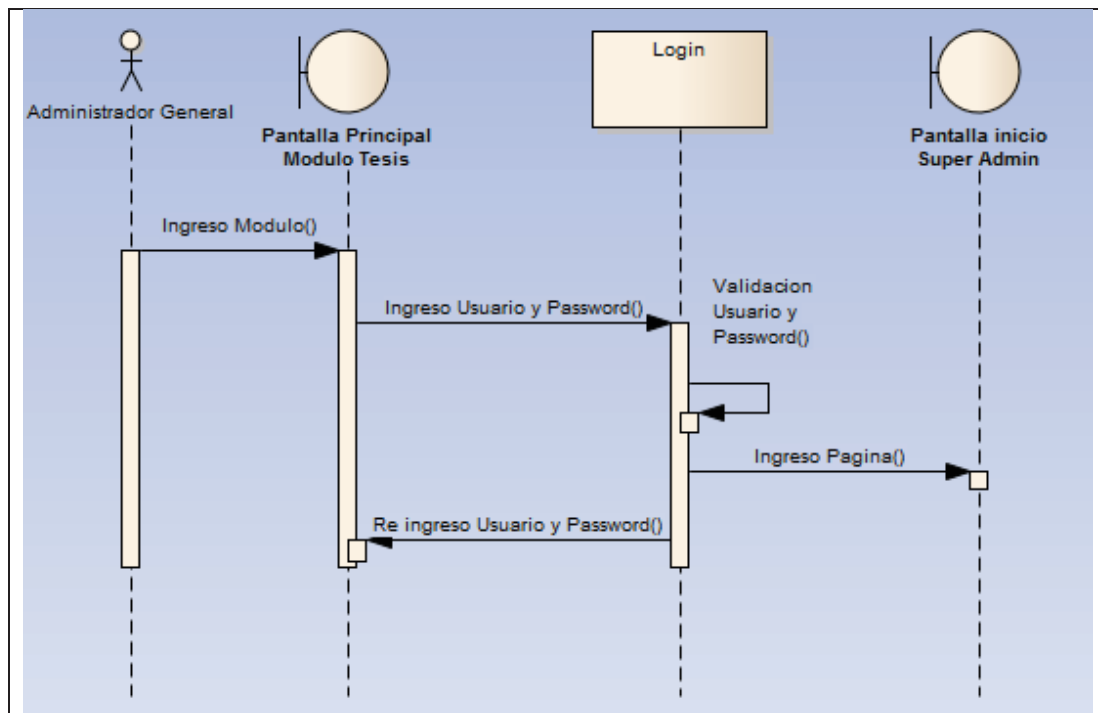 Administrador General
Pantalla Principal
Modulo Tesis
Login
Pantalla inicio
Super Admin
Ingreso Modulo()
Ingreso Usuario y Password()
Validacion
Usuario y
Password()
Ingreso Pagina()
Re ingreso Usuario y Password()